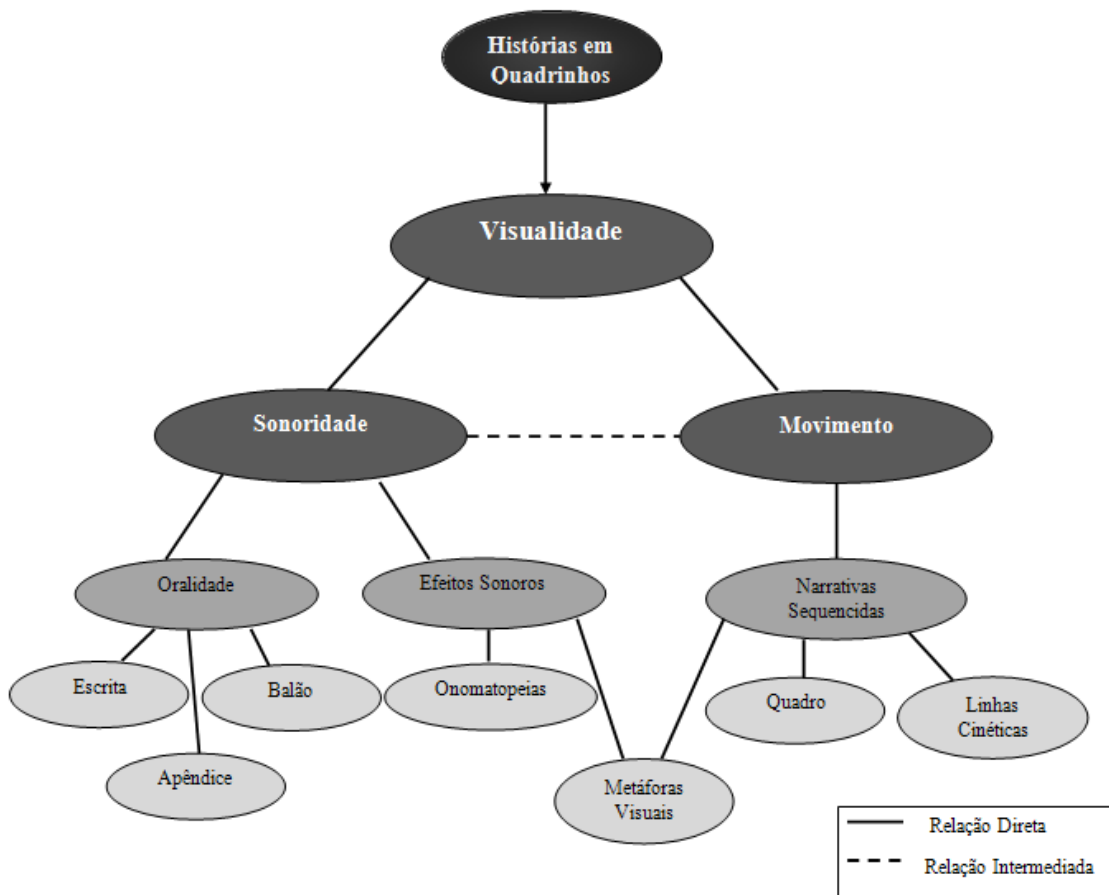 Histórias em
Quadrinhos
Visualidade
Sonoridade
Movimento
Oralidade
Efeitos Sonoros
Narrativas
Sequencidas
Escrita
Balão
Onomatopeias
Quadro
Linhas
Cinéticas
Apêndice
Metáforas
Visuais
Relação Direta
Relação Intermediada